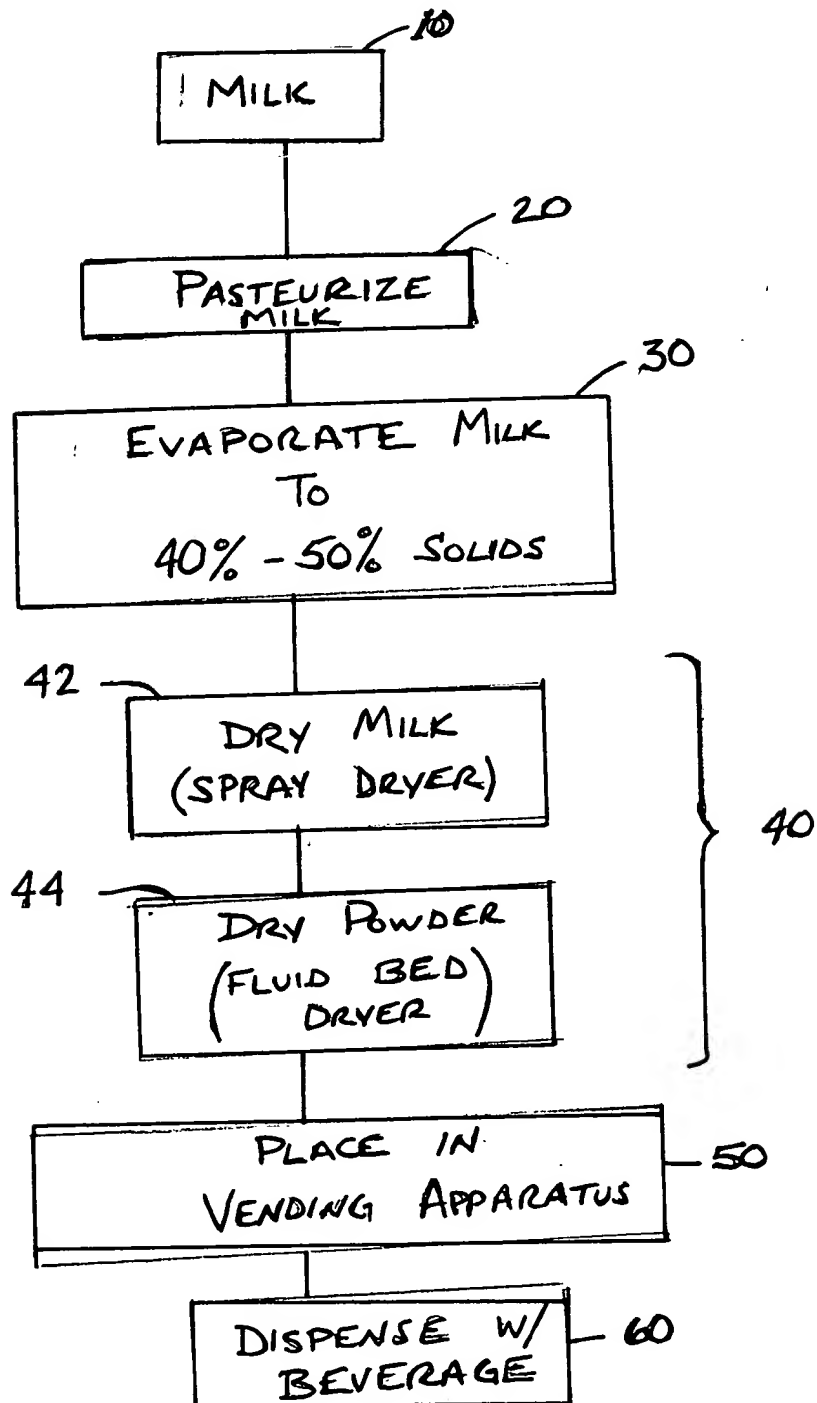 10
MILK
20
PASTEURIZE
MILK
30
EVAPORATE MILK
TO
40% - 50% SOLIDS
42
DRY MILK
(SPRAY DRYER)
40
44
DRY POWDER
(FLUID BED
DRYER)
PLACE IN
VENDING APPARATUS
50
DISPENSE W/
BEVERAGE
60